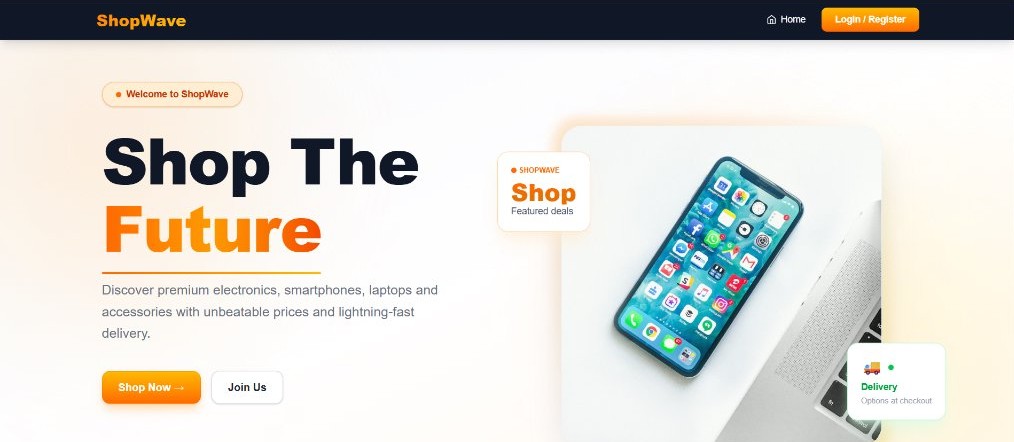 ShopWave
Home
Login / Register
Welcome to ShopWave
Shop The
Future
Discover premium electronics, smartphones, laptops and
accessories with unbeatable prices and lightning-fast
delivery.
Shop Now →
Join Us
SHOPWAVE
Shop
Featured deals
Delivery
Options at checkout